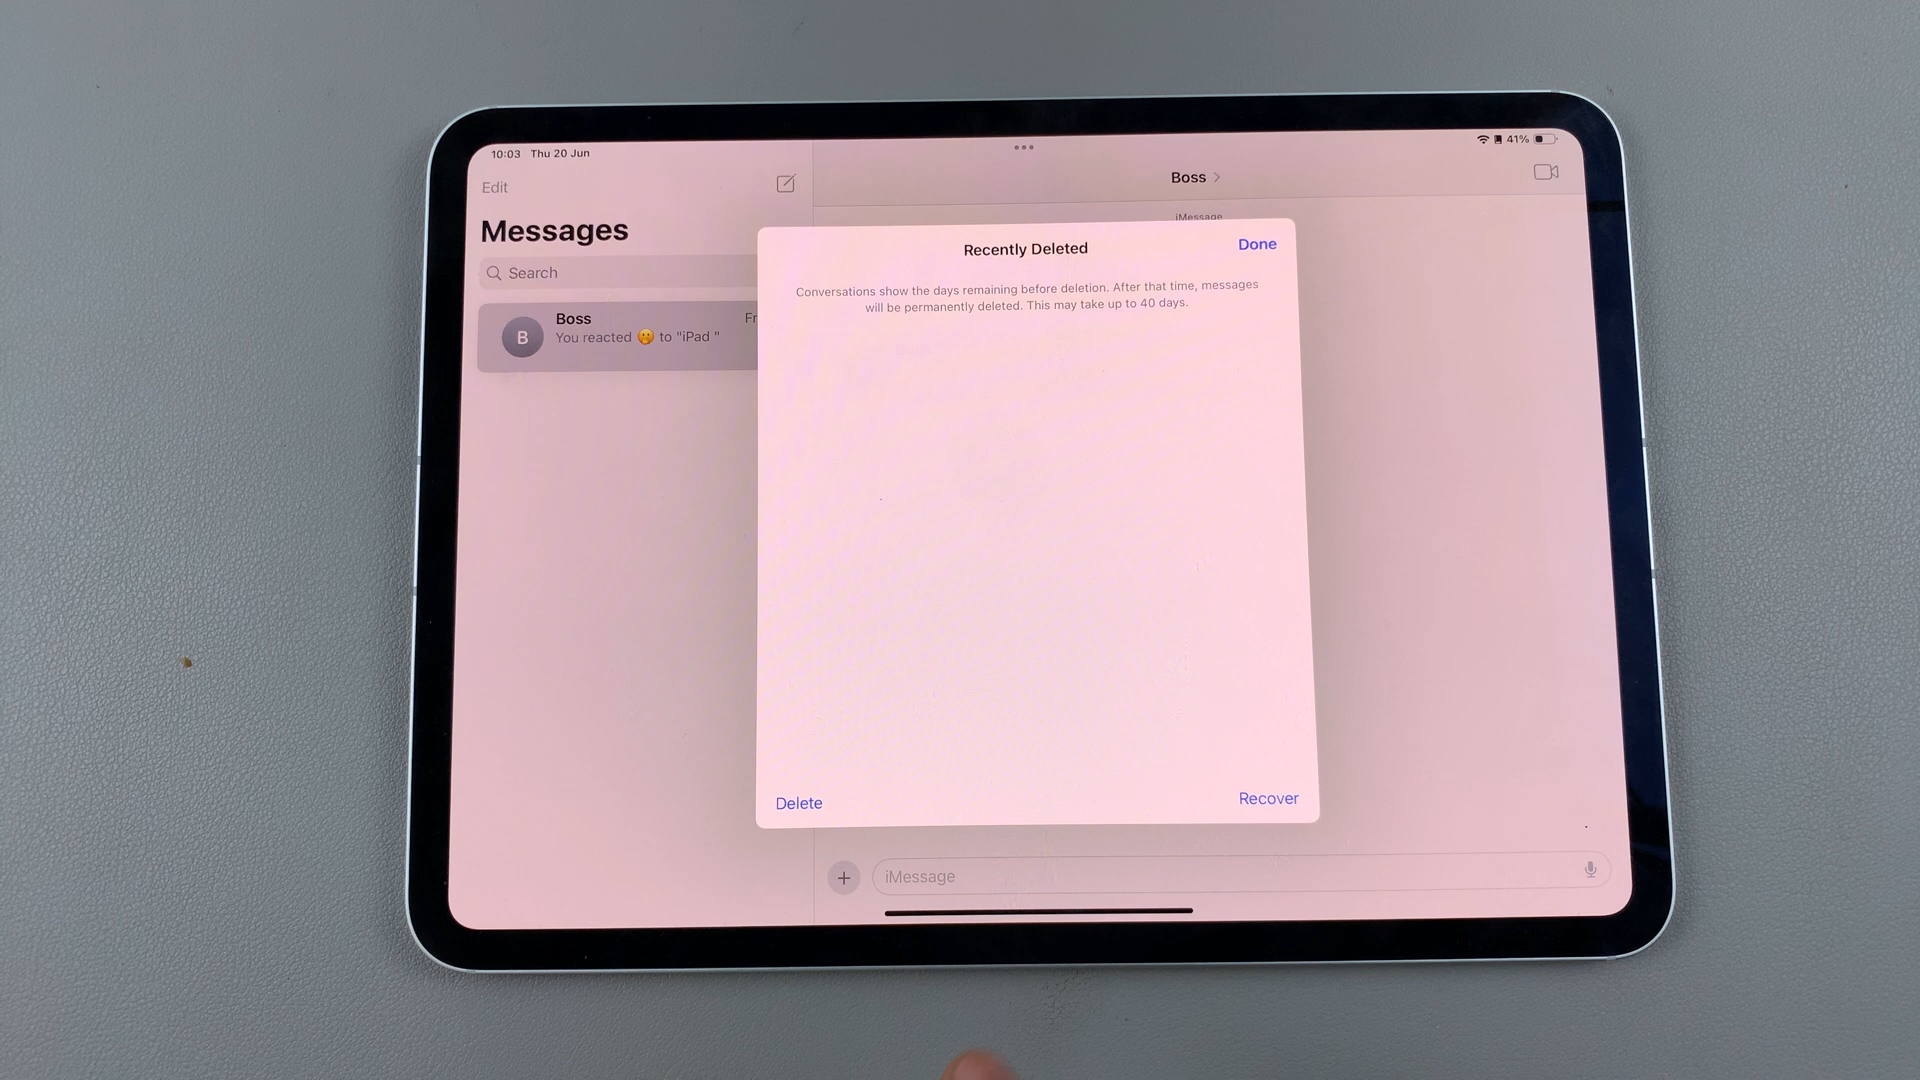 10:03 Thu 20 Jun
41%
Edit
Boss
Messages
iMessage
Search
Recently Deleted
Done
Conversations show the days remaining before deletion. After that time, messages
will be permanently deleted. This may take up to 40 days.
B
Boss
Fr
You reacted 🤭 to "iPad "
Delete
Recover
iMessage